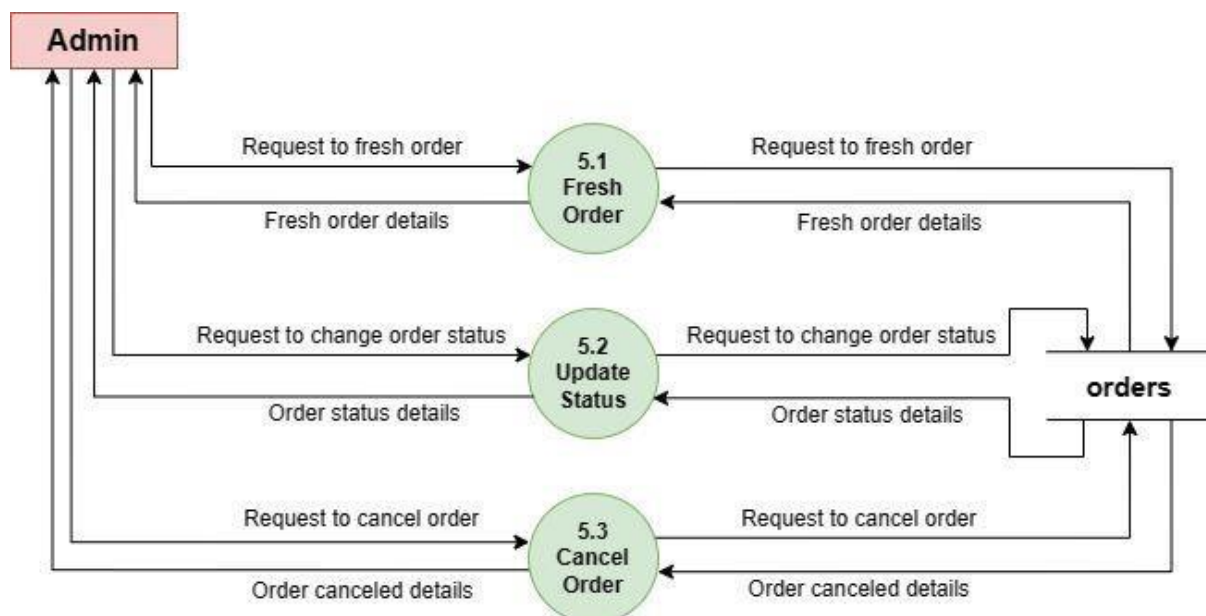 Admin
Request to fresh order
5.1
Fresh
Order
Request to fresh order
Fresh order details
Fresh order details
Request to change order status
5.2
Update
Status
Request to change order status
orders
Order status details
Order status details
Request to cancel order
5.3
Cancel
Order
Request to cancel order
Order canceled details
Order canceled details